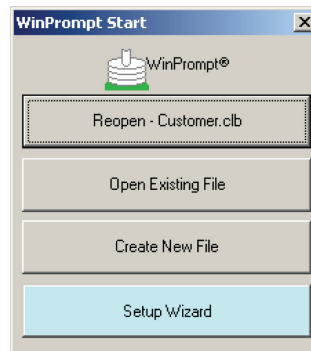 WinPrompt Start
WinPrompt®
Reopen - Customer.clb
Open Existing File
Create New File
Setup Wizard